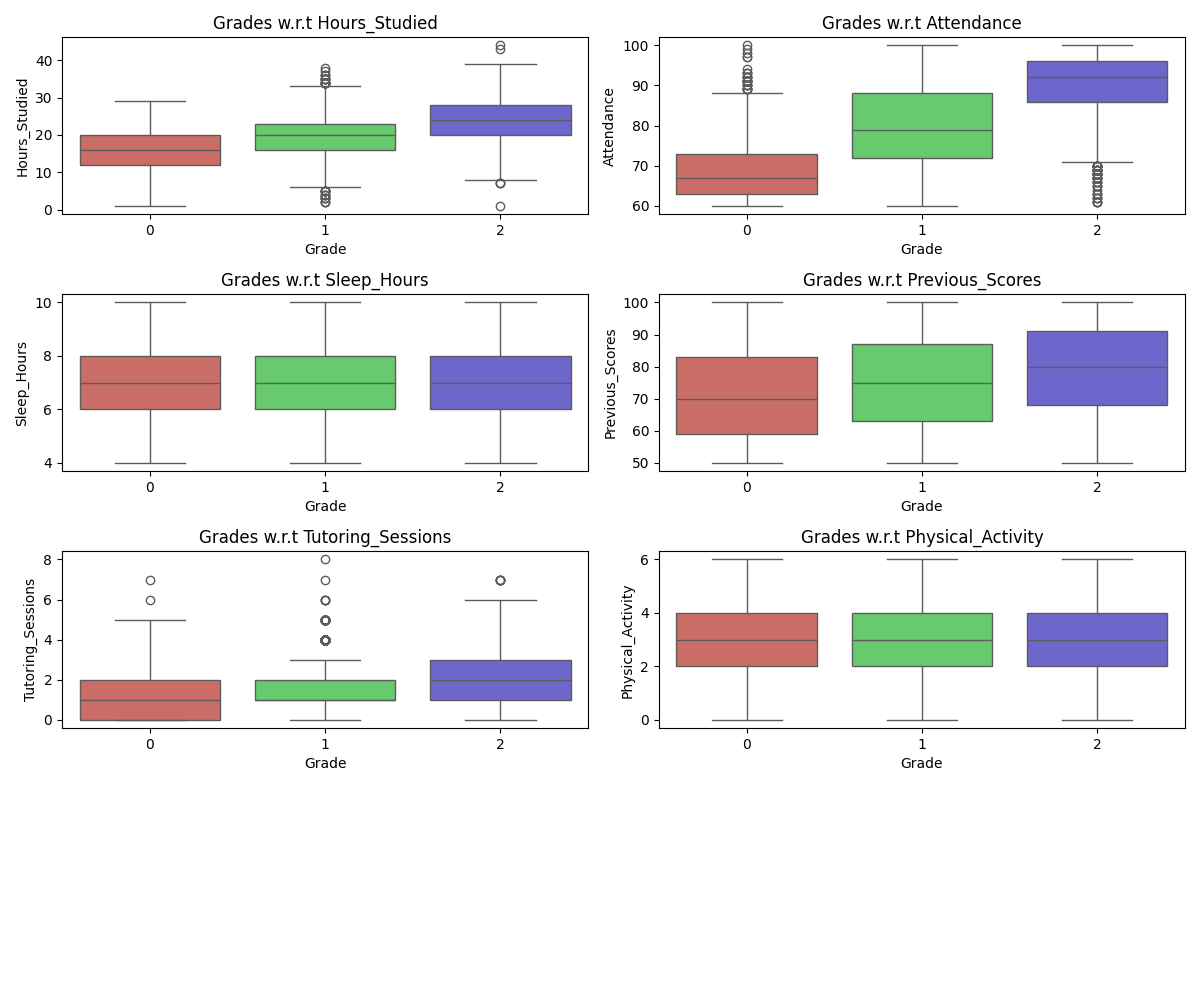 Grades w.r.t Hours_Studied
Hours_Studied
40
30
20
10
0
0 1 2
Grade
Grades w.r.t Attendance
Attendance
100
90
80
70
60
0 1 2
Grade
Grades w.r.t Sleep_Hours
Sleep_Hours
10
8
6
4
0 1 2
Grade
Grades w.r.t Previous_Scores
Previous_Scores
100
90
80
70
60
50
0 1 2
Grade
Grades w.r.t Tutoring_Sessions
Tutoring_Sessions
8
6
4
2
0
0 1 2
Grade
Grades w.r.t Physical_Activity
Physical_Activity
6
4
2
0
0 1 2
Grade